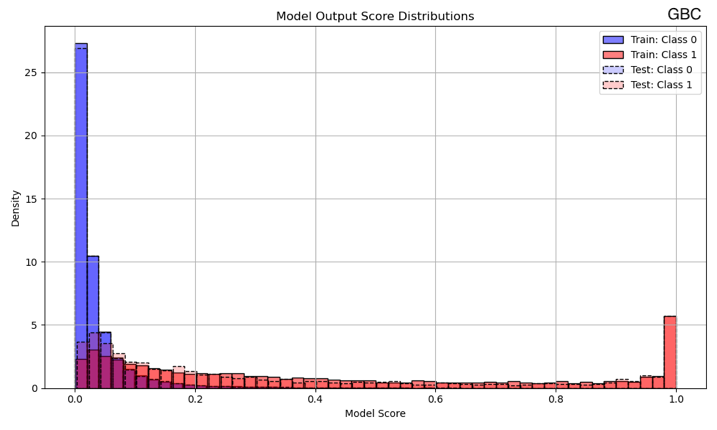 GBC
Model Output Score Distributions
Train: Class 0
Train: Class 1
Test: Class 0
Test: Class 1
Density
25
20
15
10
5
0
0.0 0.2 0.4 0.6 0.8 1.0
Model Score